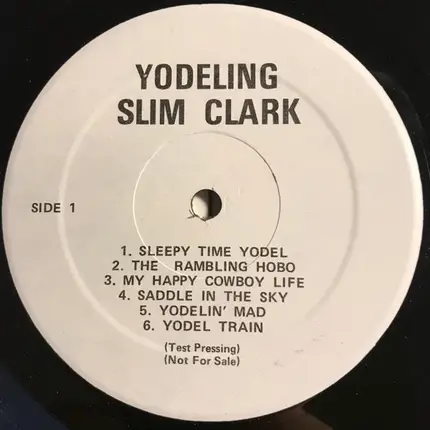 YODELING
SLIM CLARK
SIDE 1
1. SLEEPY TIME YODEL
2. THE RAMBLING HOBO
3. MY HAPPY COWBOY LIFE
4. SADDLE IN THE SKY
5. YODELIN' MAD
6. YODEL TRAIN
(Test Pressing)
(Not For Sale)